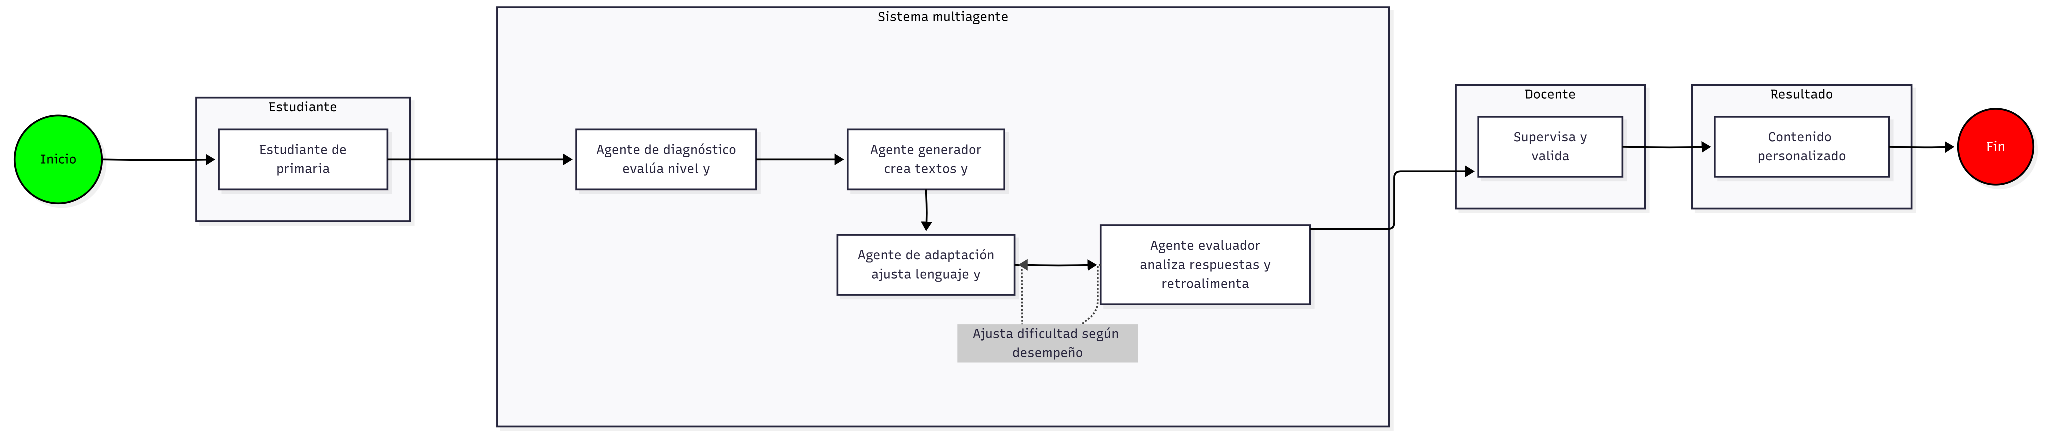 Inicio
Estudiante
Estudiante de
primaria
Sistema multiagente
Agente de diagnóstico
evalúa nivel y
Agente generador
crea textos y
Agente de adaptación
ajusta lenguaje y
Agente evaluador
analiza respuestas y
retroalimenta
Ajusta dificultad según
desempeño
Docente
Supervisa y
valida
Resultado
Contenido
personalizado
Fin